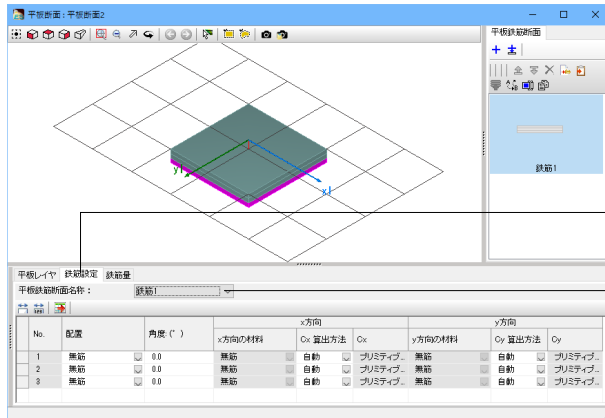 平板断面 : 平板断面2
平板鉄筋断面
y1
x1
鉄筋1
平板レイヤ 鉄筋設定 鉄筋量
平板鉄筋断面名称: 鉄筋1
x方向 y方向
No. 配置 角度(°) x方向の材料 Cx 算出方法 Cx y方向の材料 Cy 算出方法 Cy
1 無筋 0.0 無筋 自動 プリミティブ... 無筋 自動 プリミティブ...
2 無筋 0.0 無筋 自動 プリミティブ... 無筋 自動 プリミティブ...
3 無筋 0.0 無筋 自動 プリミティブ... 無筋 自動 プリミティブ...